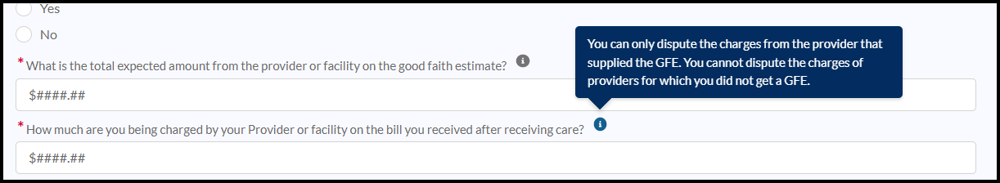 Yes
No
* What is the total expected amount from the provider or facility on the good faith estimate? i
$####.##
You can only dispute the charges from the provider that
supplied the GFE. You cannot dispute the charges of
providers for which you did not get a GFE.
* How much are you being charged by your Provider or facility on the bill you received after receiving care? i
$####.##